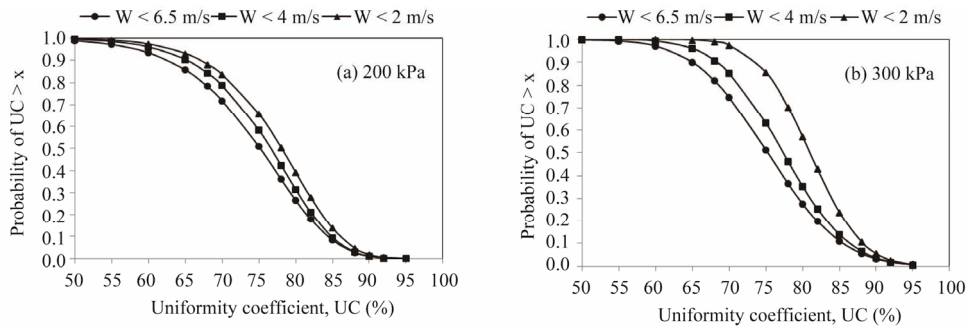 W < 6.5 m/s W < 4 m/s W < 2 m/s
(a) 200 kPa
Probability of UC > x
1.0
0.9
0.8
0.7
0.6
0.5
0.4
0.3
0.2
0.1
0.0
50 55 60 65 70 75 80 85 90 95 100
Uniformity coefficient, UC (%)
W < 6.5 m/s W < 4 m/s W < 2 m/s
(b) 300 kPa
Probability of UC > x
1.0
0.9
0.8
0.7
0.6
0.5
0.4
0.3
0.2
0.1
0.0
50 55 60 65 70 75 80 85 90 95 100
Uniformity coefficient, UC (%)